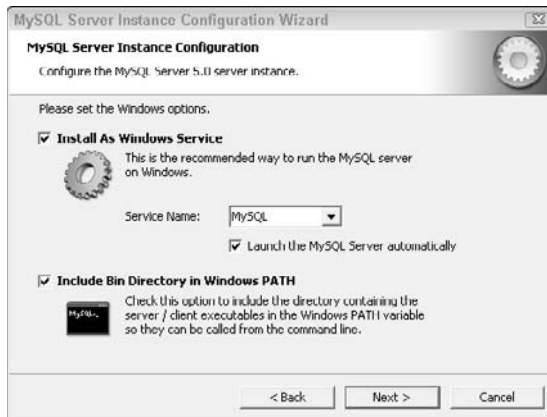 MySQL Server Instance Configuration Wizard
MySQL Server Instance Configuration
Configure the MySQL Server 5.0 server instance.
Please set the Windows options.
Install As Windows Service
This is the recommended way to run the MySQL server
on Windows.
Service Name: MySQL
Launch the MySQL Server automatically
Include Bin Directory in Windows PATH
MySQL.
Check this option to include the directory containing the
server / client executables in the Windows PATH variable
so they can be called from the command line.
< Back Next > Cancel